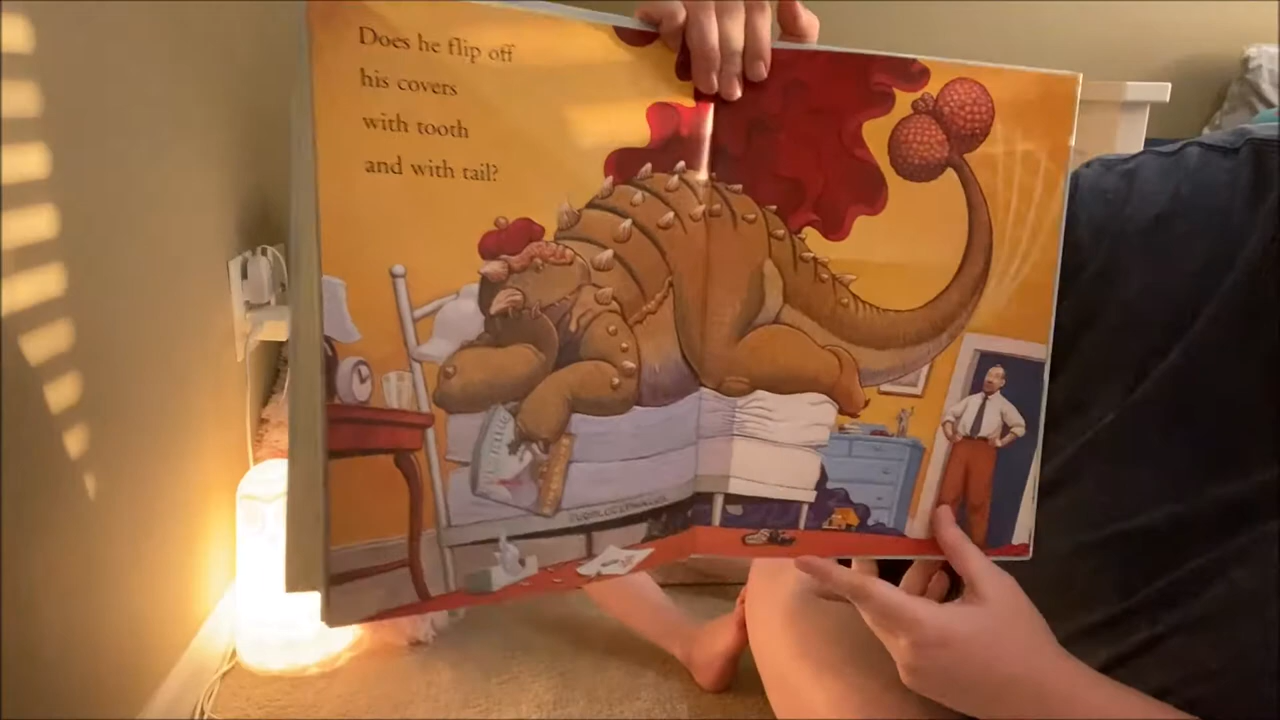 Does he flip off
his covers
with tooth
and with tail?